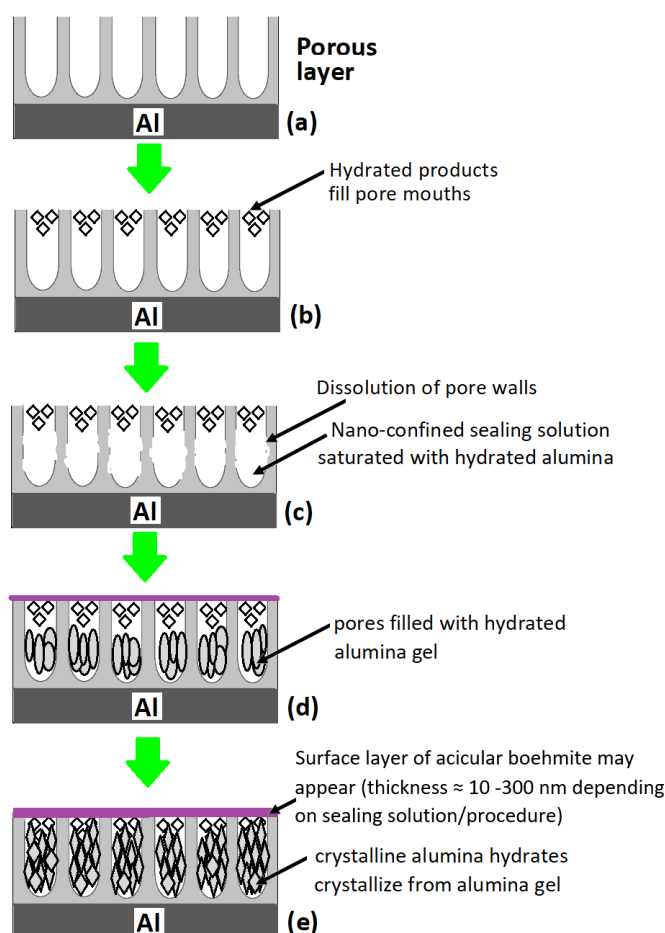 Porous
layer
Al
(a)
Hydrated products
fill pore mouths
Al
(b)
Dissolution of pore walls
Nano-confined sealing solution
saturated with hydrated alumina
Al
(c)
pores filled with hydrated
alumina gel
Al
(d)
Surface layer of acicular boehmite may
appear (thickness ≈ 10 -300 nm depending
on sealing solution/procedure)
crystalline alumina hydrates
crystallize from alumina gel
Al
(e)